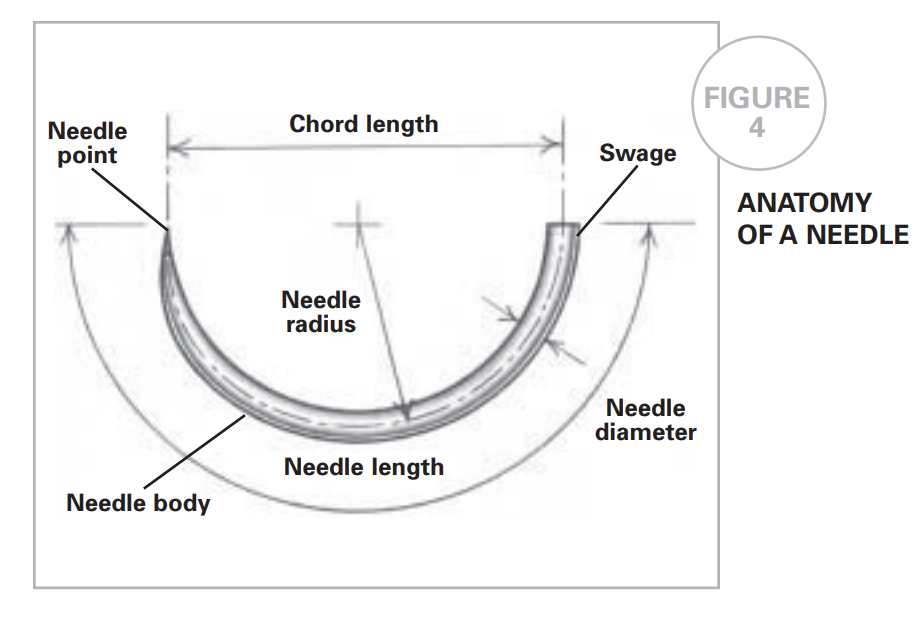 FIGURE
4
ANATOMY
OF A NEEDLE
Needle
point
Chord length
Swage
Needle
radius
Needle
diameter
Needle length
Needle body